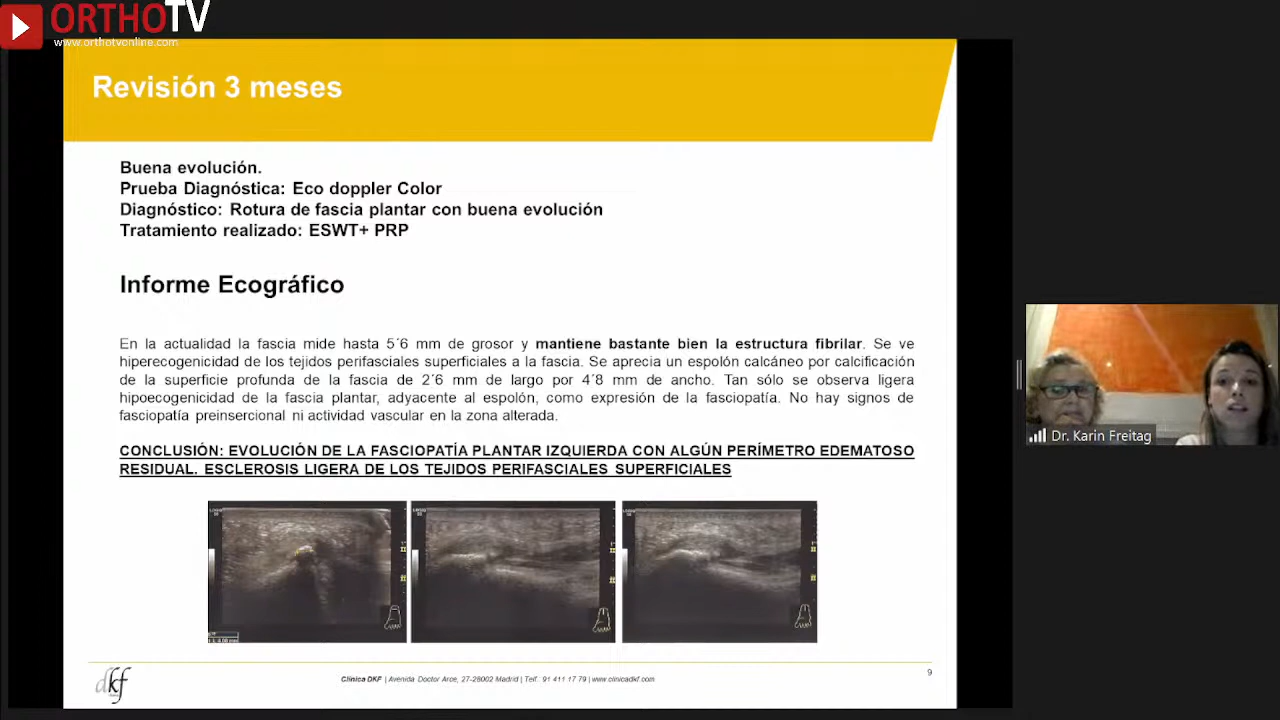 ORTHOTV
www.orthotvonline.com
Revisión 3 meses
Buena evolución.
Prueba Diagnóstica: Eco doppler Color
Diagnóstico: Rotura de fascia plantar con buena evolución
Tratamiento realizado: ESWT+ PRP
Informe Ecográfico
En la actualidad la fascia mide hasta 5´6 mm de grosor y mantiene bastante bien la estructura fibrilar. Se ve
hiperecogenicidad de los tejidos perifasciales superficiales a la fascia. Se aprecia un espolón calcáneo por calcificación
de la superficie profunda de la fascia de 2´6 mm de largo por 4´8 mm de ancho. Tan sólo se observa ligera
hipoecogenicidad de la fascia plantar, adyacente al espolón, como expresión de la fasciopatía. No hay signos de
fasciopatía preinsercional ni actividad vascular en la zona alterada.
CONCLUSIÓN: EVOLUCIÓN DE LA FASCIOPATÍA PLANTAR IZQUIERDA CON ALGÚN PERÍMETRO EDEMATOSO
RESIDUAL. ESCLEROSIS LIGERA DE LOS TEJIDOS PERIFASCIALES SUPERFICIALES
dkf
Clínica DKF | Avenida Doctor Arce, 27-28002 Madrid | Telf.: 91 411 17 79 | www.clinicadkf.com
9
Dr. Karin Freitag